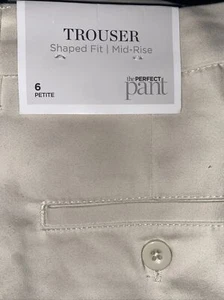 TROUSER
Shaped Fit | Mid-Rise
6
PETITE
the PERFECT
pant